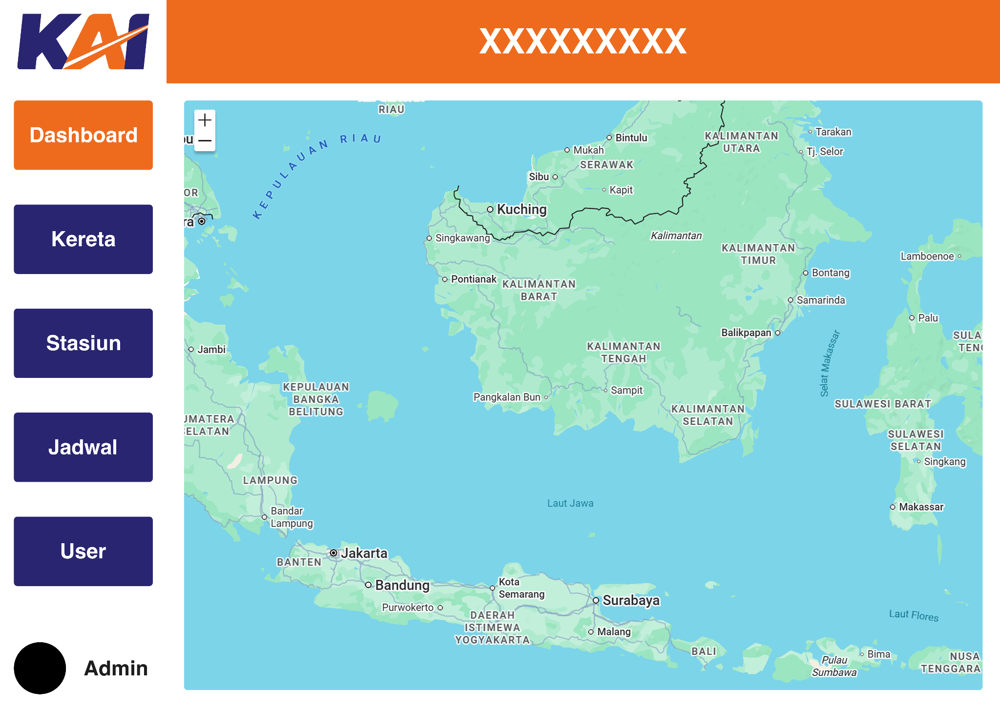 KAI
XXXXXXXXX
Dashboard
Kereta
Stasiun
Jadwal
User
Admin
RIAU
KEPULAUAN RIAU
Bintulu
Mukah
SERAWAK
Sibu
Kapit
Kuching
KALIMANTAN
UTARA
Tarakan
Tj. Selor
Singkawang
Kalimantan
KALIMANTAN
TIMUR
Lamboenoe
Bontang
Pontianak
KALIMANTAN
BARAT
Samarinda
Palu
Balikpapan
Selat Makassar
SULA
TENG
Jambi
KALIMANTAN
TENGAH
KEPULAUAN
BANGKA
BELITUNG
Pangkalan Bun
Sampit
SULAWESI BARAT
KALIMANTAN
SELATAN
UMATERA
SELATAN
SULAWESI
SELATAN
Singkang
LAMPUNG
Laut Jawa
Makassar
Bandar
Lampung
Jakarta
BANTEN
Bandung
Kota
Semarang
Surabaya
Purwokerto
DAERAH
ISTIMEWA
YOGYAKARTA
Malang
Laut Flores
BALI
Bima
Pulau
Sumbawa
NUSA
TENGGARA